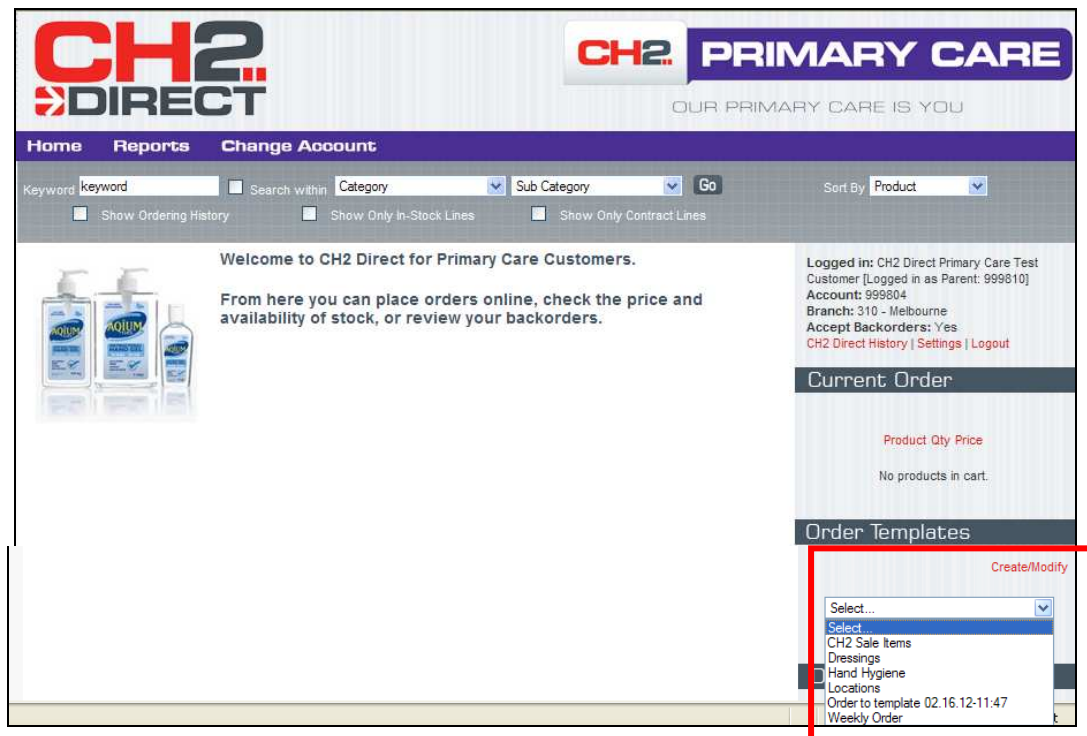 CH2..
DIRECT
CH2.. PRIMARY CARE
OUR PRIMARY CARE IS YOU
Home Reports Change Account
Keyword keyword Search within Category Sub Category Go Sort By Product
Show Ordering History Show Only In-Stock Lines Show Only Contract Lines
Welcome to CH2 Direct for Primary Care Customers.
From here you can place orders online, check the price and
availability of stock, or review your backorders.
AQIUM
AQIUM
AQIUM
HAND GEL
Logged in: CH2 Direct Primary Care Test
Customer [Logged in as Parent: 999810]
Account: 999804
Branch: 310 - Melbourne
Accept Backorders: Yes
CH2 Direct History | Settings | Logout
Current Order
Product Qty Price
No products in cart.
Order Templates
Create/Modify
Select...
Select...
CH2 Sale Items
Dressings
Hand Hygiene
Locations
Order to template 02.16.12-11:47
Weekly Order